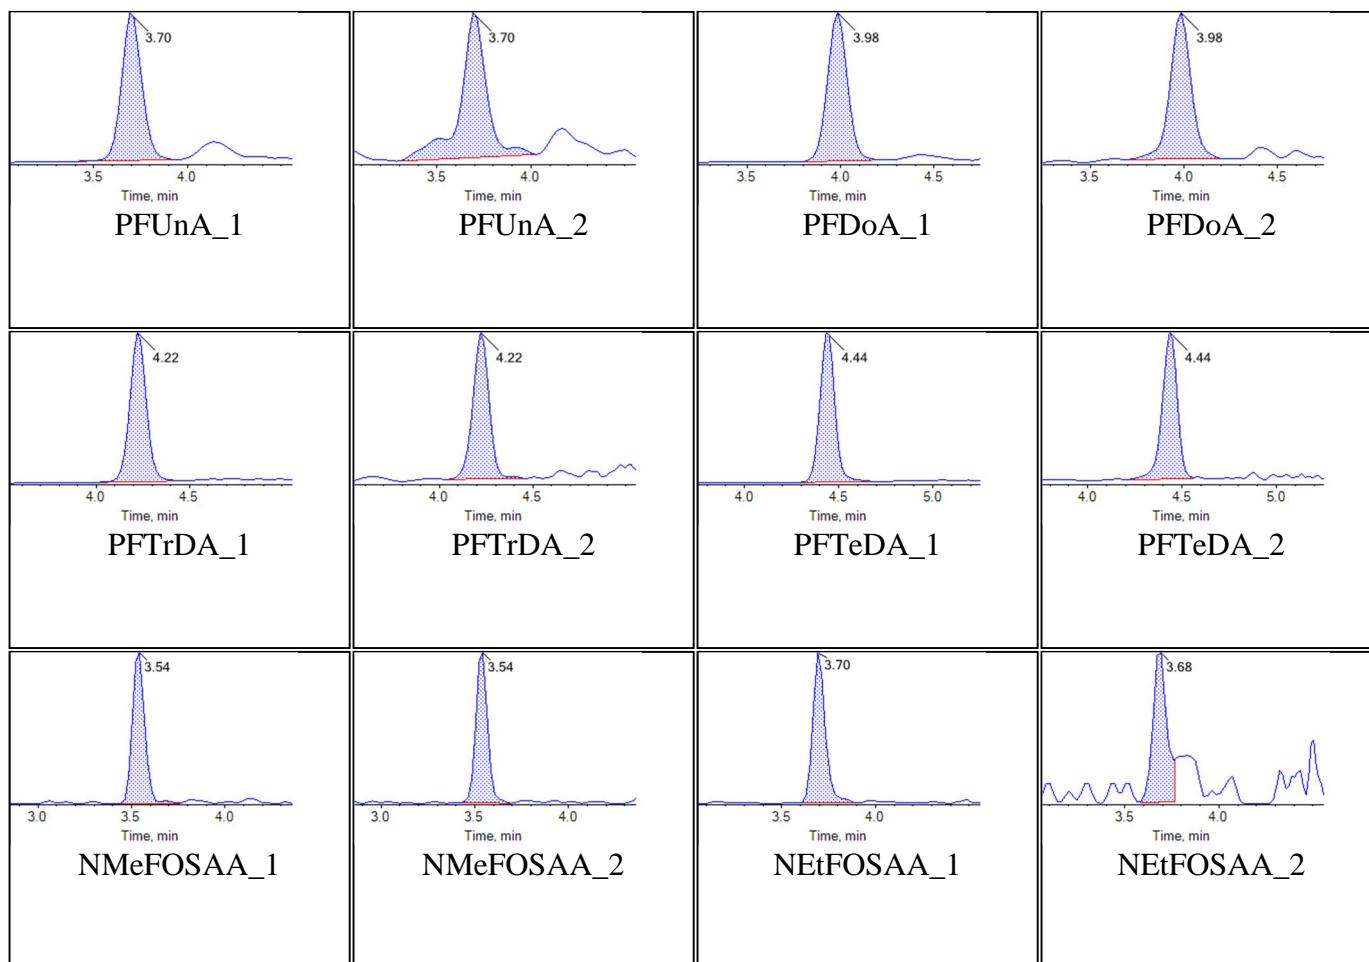 3.70
3.5 4.0
Time, min
PFUnA_1
3.70
3.5 4.0
Time, min
PFUnA_2
3.98
3.5 4.0 4.5
Time, min
PFDoA_1
3.98
3.5 4.0 4.5
Time, min
PFDoA_2
4.22
4.0 4.5
Time, min
PFTrDA_1
4.22
4.0 4.5
Time, min
PFTrDA_2
4.44
4.0 4.5 5.0
Time, min
PFTeDA_1
4.44
4.0 4.5 5.0
Time, min
PFTeDA_2
3.54
3.0 3.5 4.0
Time, min
NMeFOSAA_1
3.54
3.0 3.5 4.0
Time, min
NMeFOSAA_2
3.70
3.5 4.0
Time, min
NEtFOSAA_1
3.68
3.5 4.0
Time, min
NEtFOSAA_2